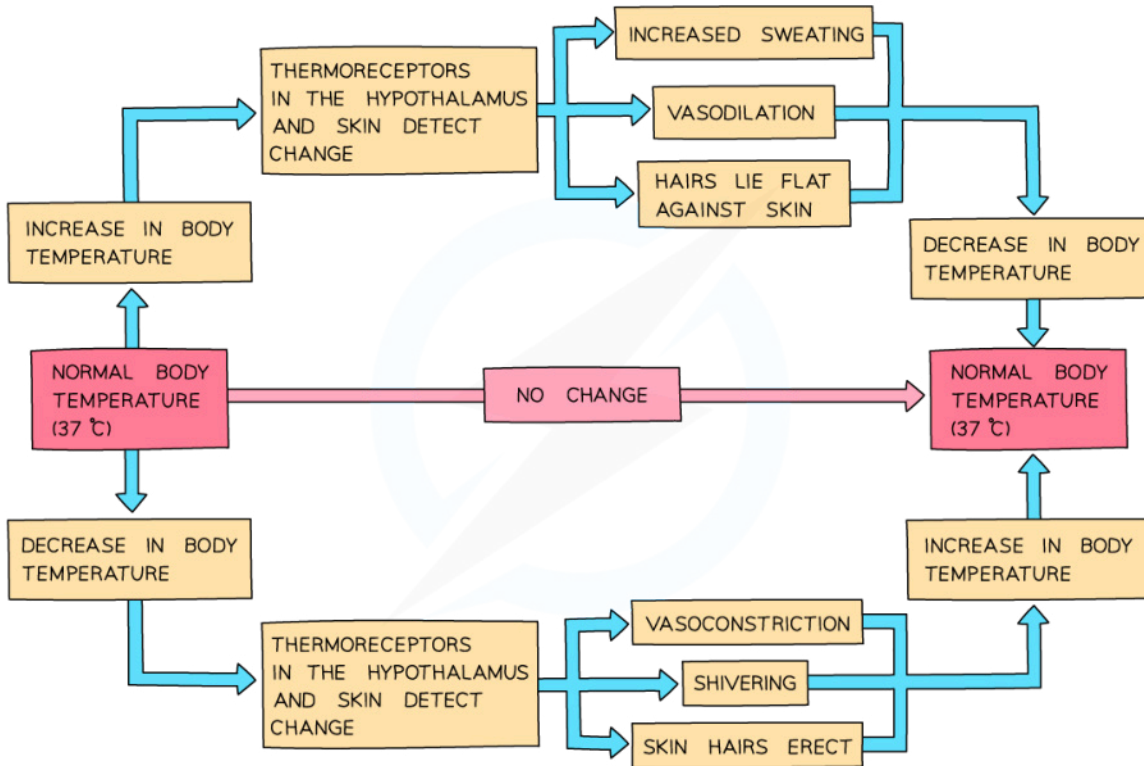 INCREASED SWEATING
THERMORECEPTORS
IN THE HYPOTHALAMUS
AND SKIN DETECT
CHANGE
VASODILATION
HAIRS LIE FLAT
AGAINST SKIN
INCREASE IN BODY
TEMPERATURE
DECREASE IN BODY
TEMPERATURE
NORMAL BODY
TEMPERATURE
(37 °C)
NO CHANGE
NORMAL BODY
TEMPERATURE
(37 °C)
DECREASE IN BODY
TEMPERATURE
INCREASE IN BODY
TEMPERATURE
THERMORECEPTORS
IN THE HYPOTHALAMUS
AND SKIN DETECT
CHANGE
VASOCONSTRICTION
SHIVERING
SKIN HAIRS ERECT